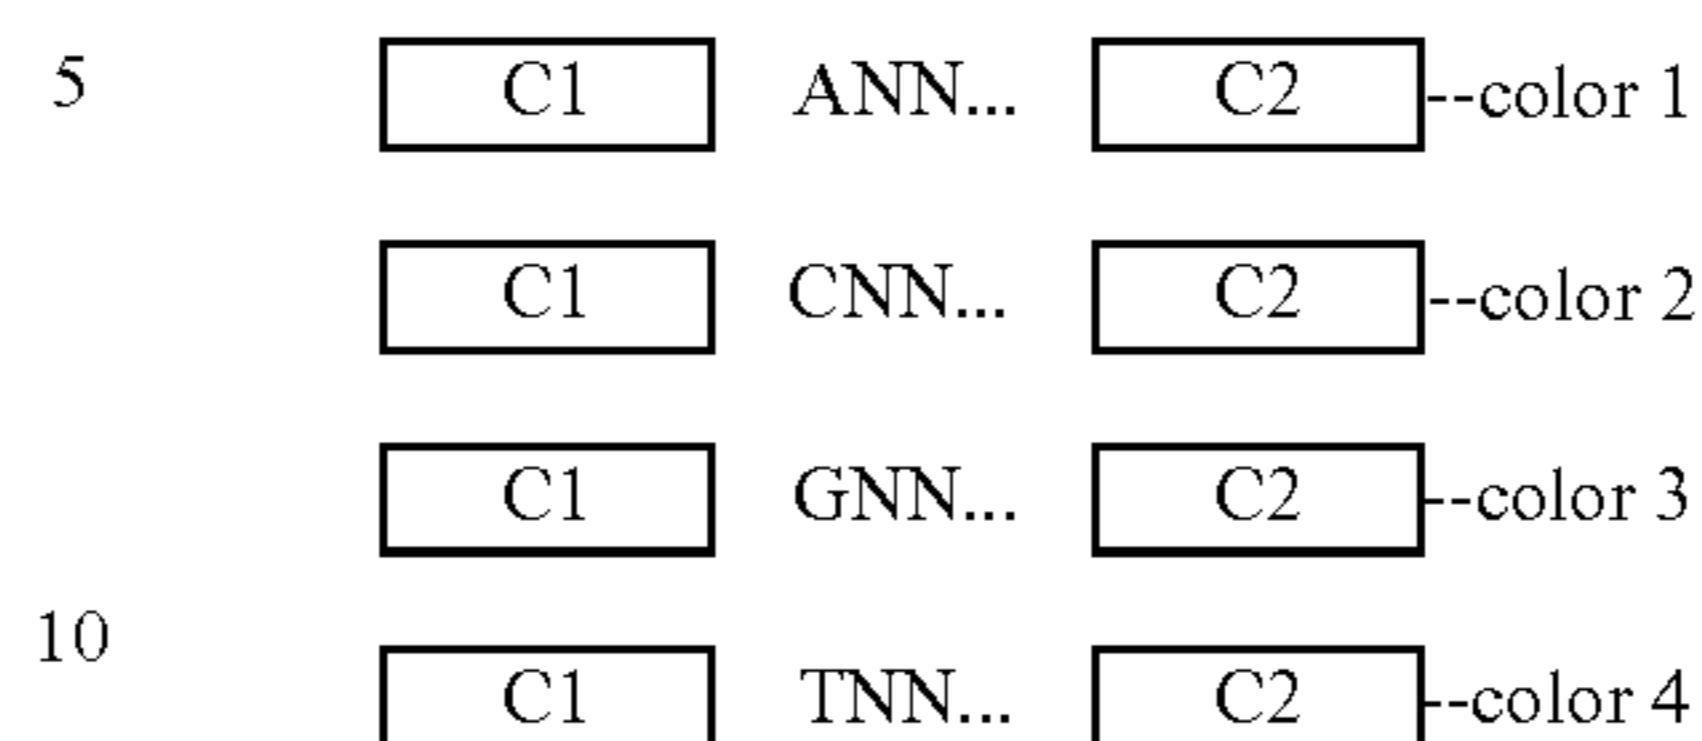 5 C1 ANN... C2 --color 1
C1 CNN... C2 --color 2
C1 GNN... C2 --color 3
10
C1 TNN... C2 --color 4